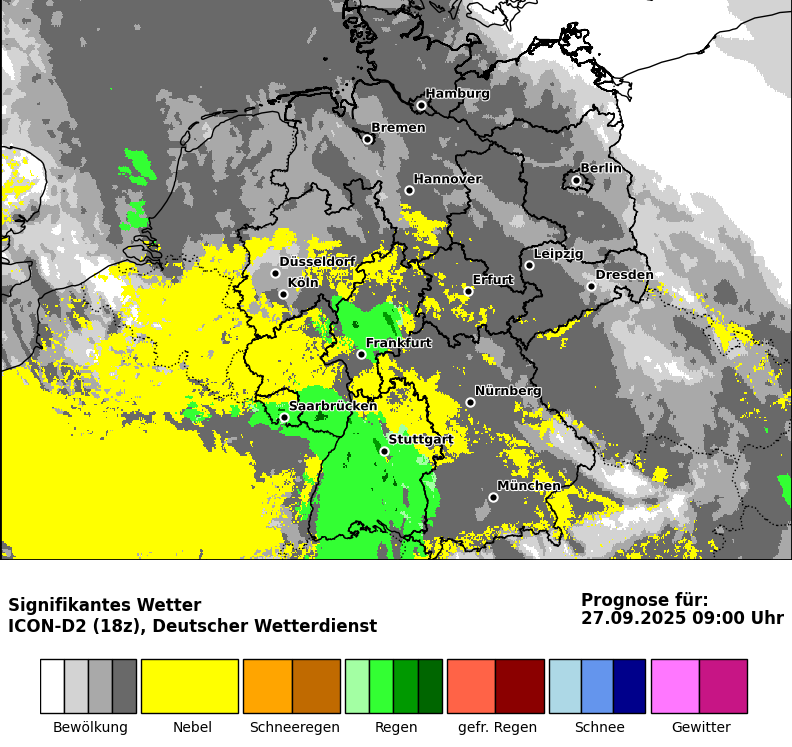 Hamburg
Bremen
Berlin
Hannover
Leipzig
Düsseldorf
Dresden
Erfurt
Köln
Frankfurt
Nürnberg
Saarbrücken
Stuttgart
München
Signifikantes Wetter
ICON-D2 (18z), Deutscher Wetterdienst
Prognose für:
27.09.2025 09:00 Uhr
Bewölkung Nebel Schneeregen Regen gefr. Regen Schnee Gewitter